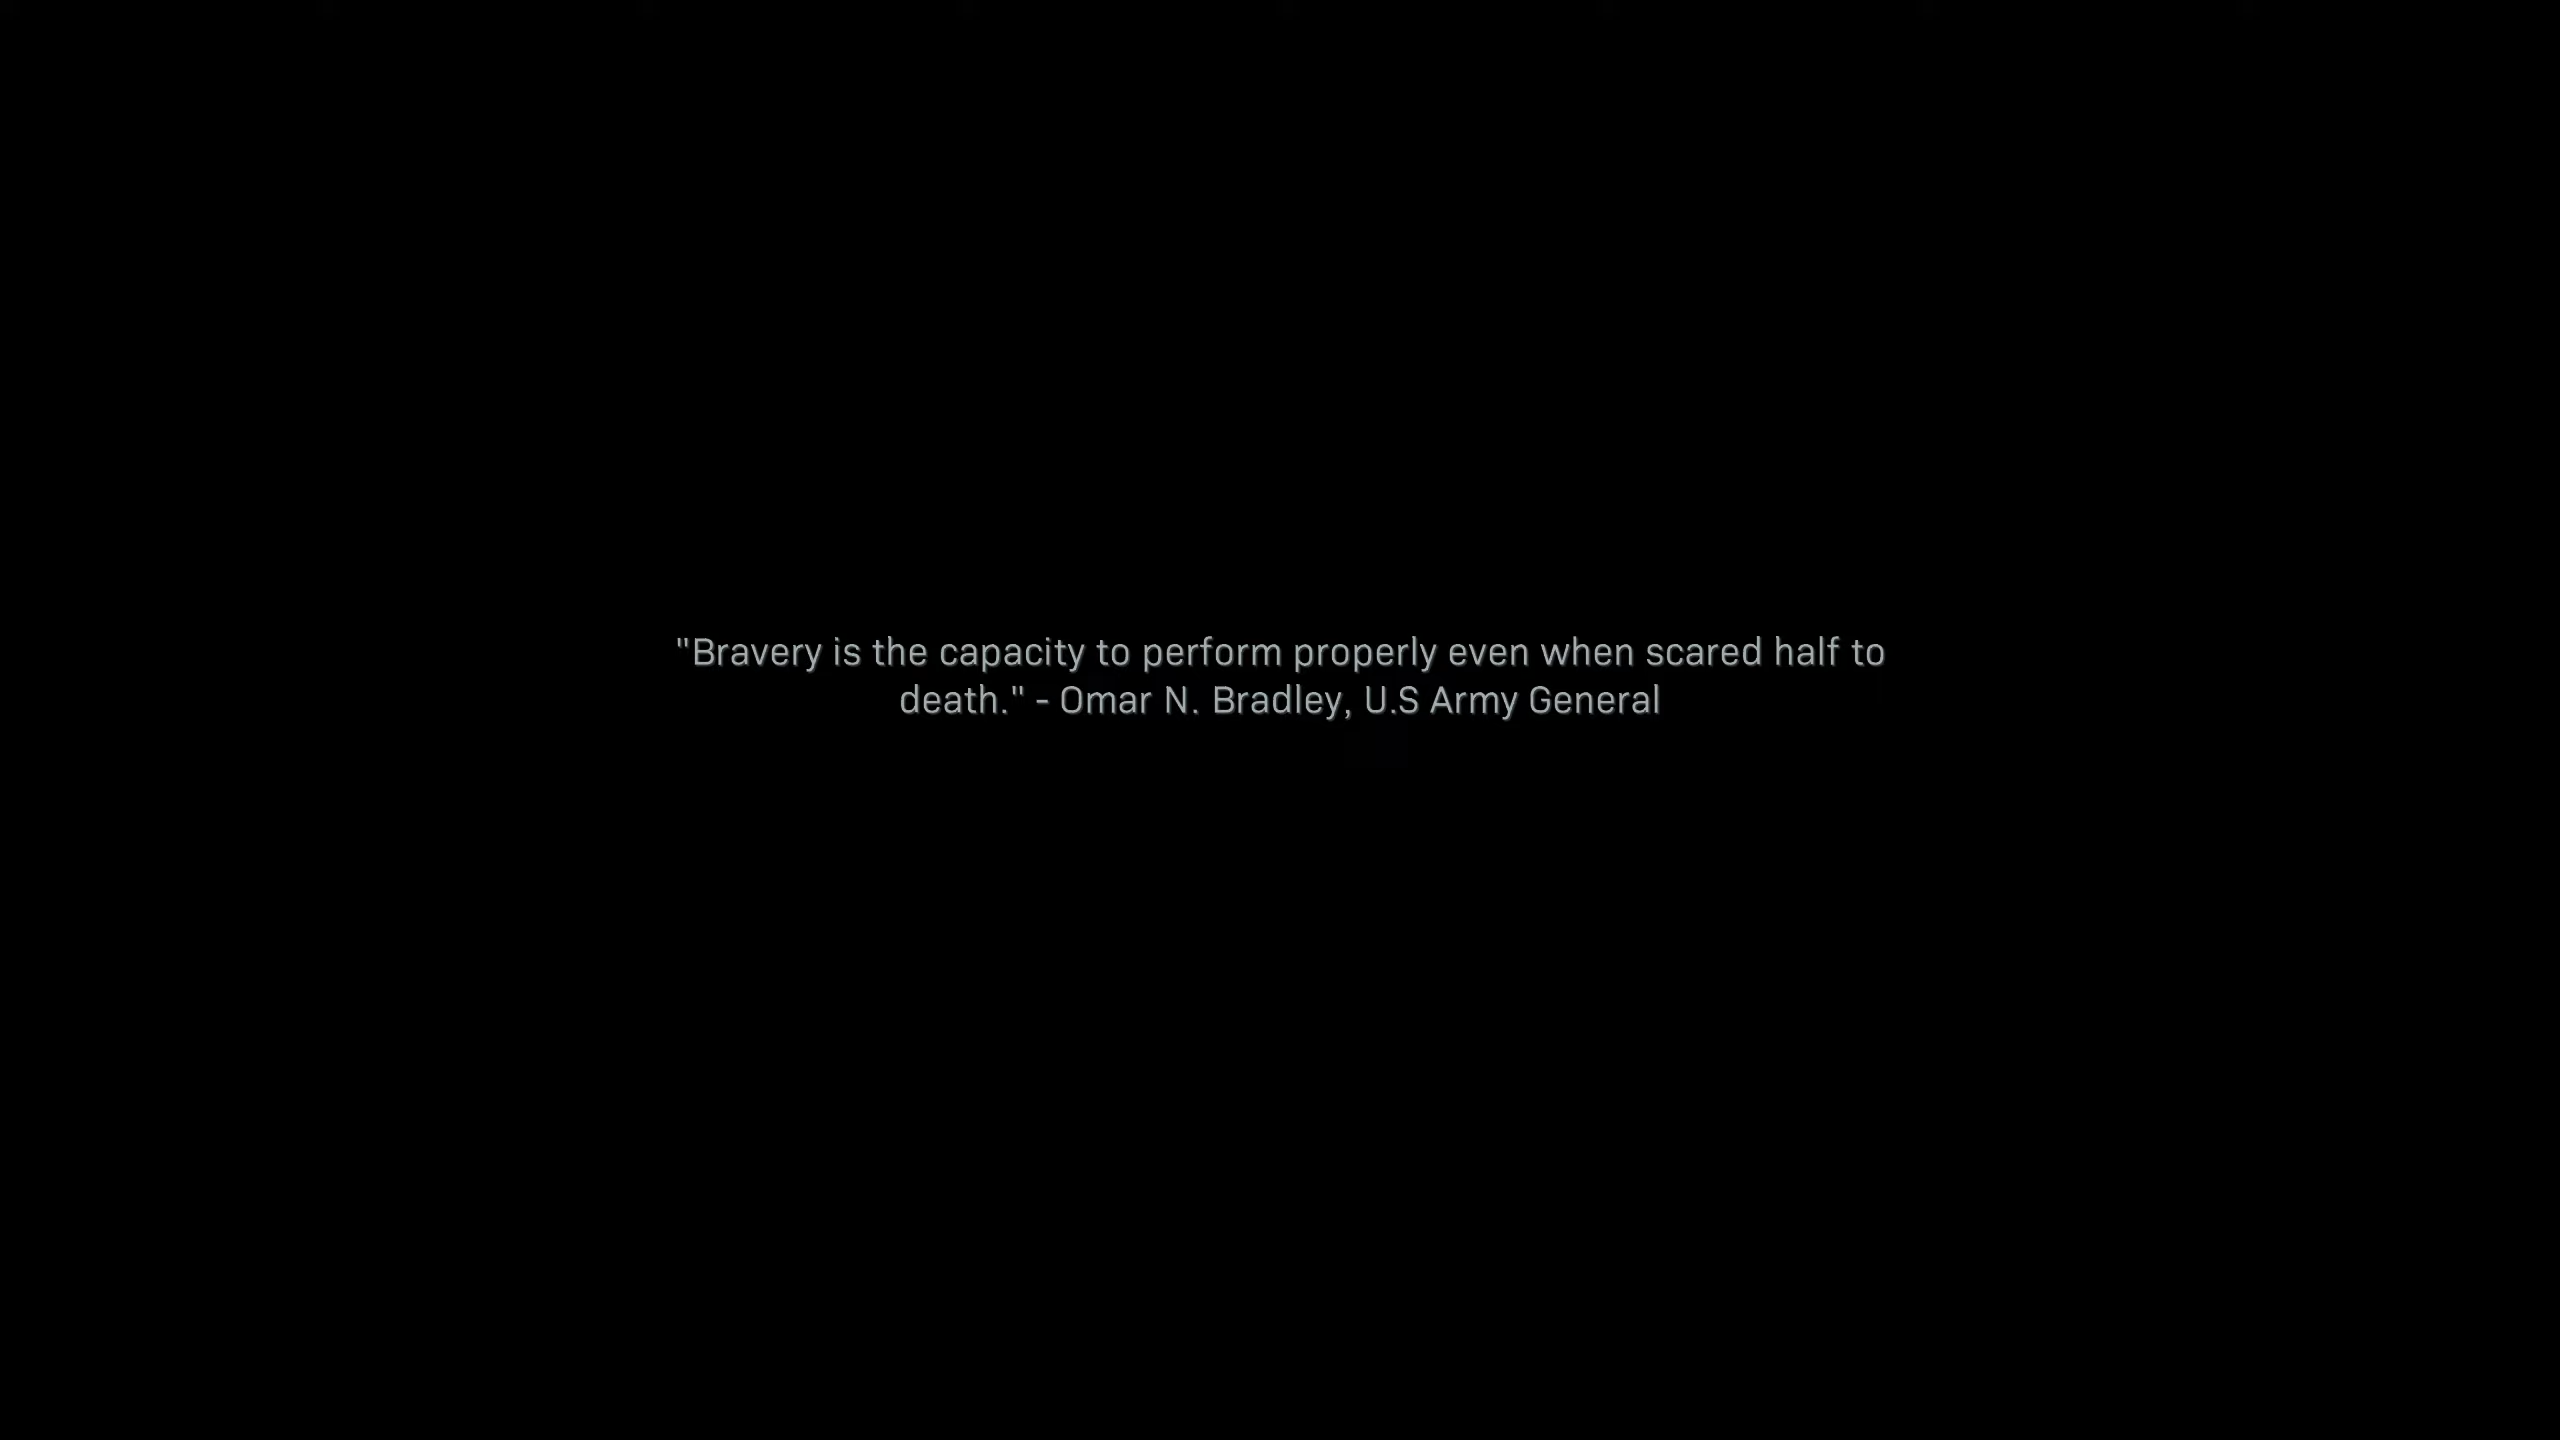 "Bravery is the capacity to perform properly even when scared half to
death." - Omar N. Bradley, U.S Army General